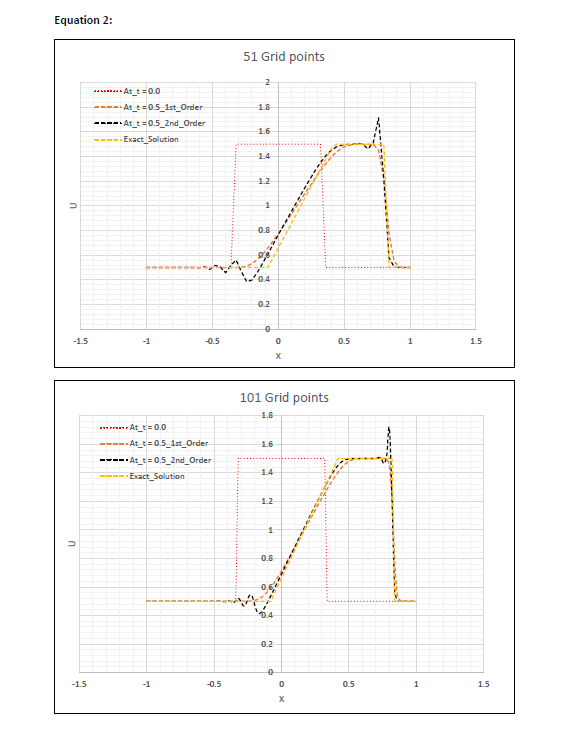 Equation 2:
51 Grid points
2
1.8
1.6
1.4
1.2
1
0.8
0.6
0.4
0.2
0
At_t = 0.0
At_t = 0.5_1st_Order
At_t = 0.5_2nd_Order
Exact_Solution
U
-1.5 -1 -0.5 0 0.5 1 1.5
X
101 Grid points
1.8
1.6
1.4
1.2
1
0.8
0.6
0.4
0.2
0
At_t = 0.0
At_t = 0.5_1st_Order
At_t = 0.5_2nd_Order
Exact_Solution
U
-1.5 -1 -0.5 0 0.5 1 1.5
X